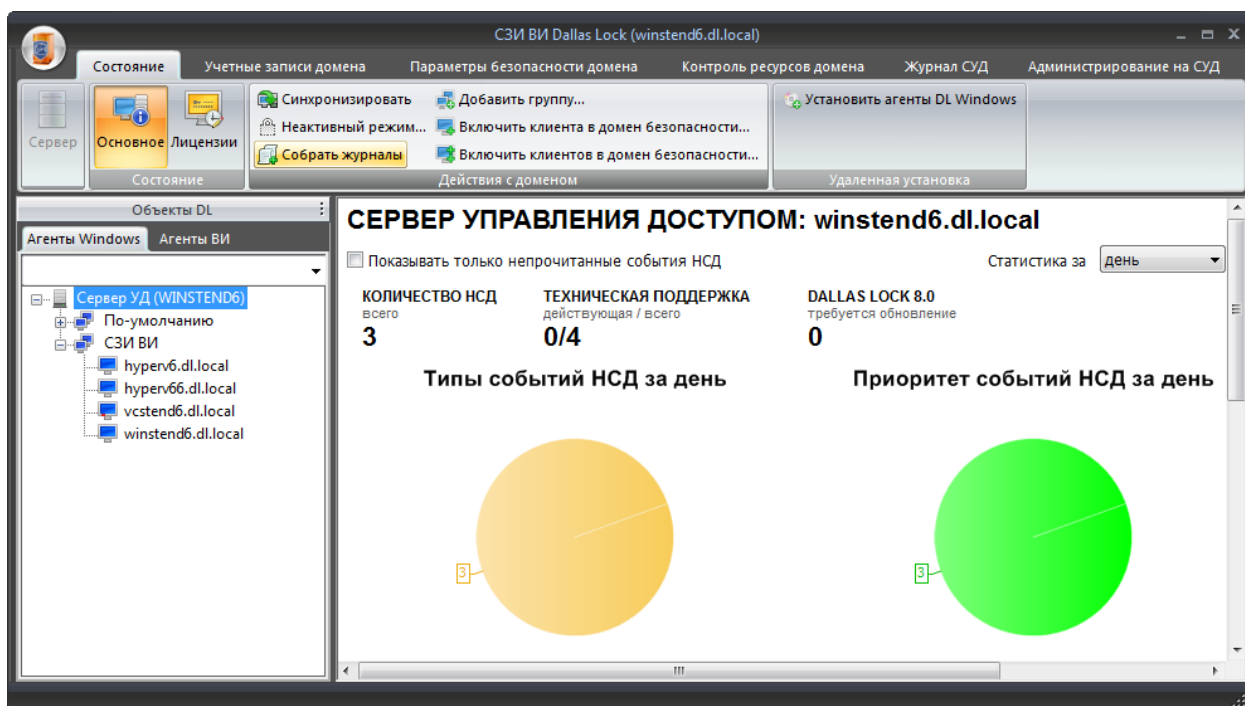 СЗИ ВИ Dallas Lock (winstend6.dl.local)
Состояние
Учетные записи домена
Параметры безопасности домена
Контроль ресурсов домена
Журнал СУД
Администрирование на СУД
Сервер
Основное
Лицензии
Состояние
Синхронизировать
Неактивный режим...
Собрать журналы
Добавить группу...
Включить клиента в домен безопасности...
Включить клиентов в домен безопасности...
Действия с доменом
Установить агенты DL Windows
Удаленная установка
Объекты DL
Агенты Windows
Агенты ВИ
Сервер УД (WINSTEND6)
По-умолчанию
СЗИ ВИ
hyperv6.dl.local
hyperv66.dl.local
vcstend6.dl.local
winstend6.dl.local
СЕРВЕР УПРАВЛЕНИЯ ДОСТУПОМ: winstend6.dl.local
Показывать только непрочитанные события НСД
Статистика за
день
КОЛИЧЕСТВО НСД
всего
3
ТЕХНИЧЕСКАЯ ПОДДЕРЖКА
действующая / всего
0/4
DALLAS LOCK 8.0
требуется обновление
0
Типы событий НСД за день
3
Приоритет событий НСД за день
3